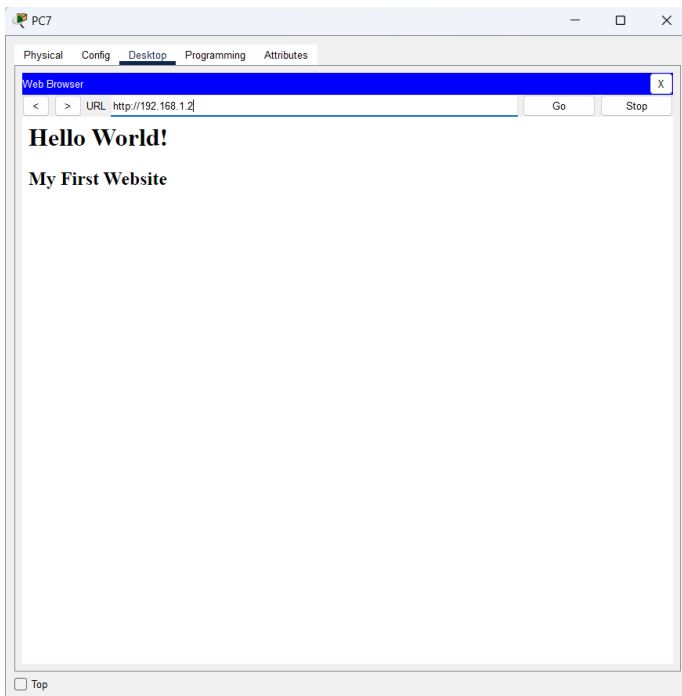 PC7
Physical Config Desktop Programming Attributes
Web Browser X
< > URL http://192.168.1.2 Go Stop
Hello World!
My First Website
Top